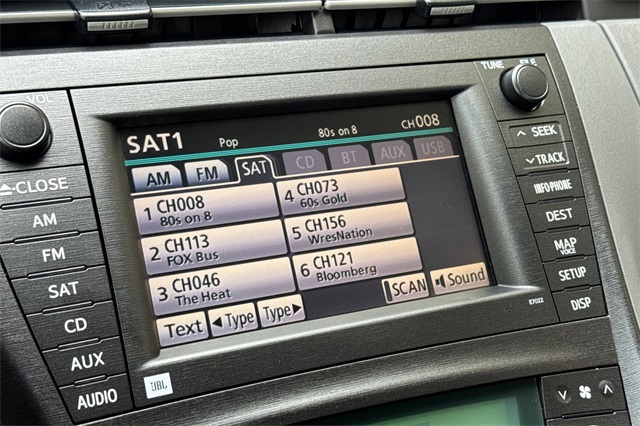 VOL
TUNE FILE
SAT1 Pop 80s on 8 CH008
AM FM SAT CD BT AUX USB
1 CH008
80s on 8
4 CH073
60s Gold
2 CH113
FOX Bus
5 CH156
WresNation
3 CH046
The Heat
6 CH121
Bloomberg
Text ◀Type Type▶ SCAN Sound
CLOSE
AM
FM
SAT
CD
AUX
AUDIO
SEEK
TRACK
INFO·PHONE
DEST
MAP
VOICE
SETUP
DISP
E7022
JBL